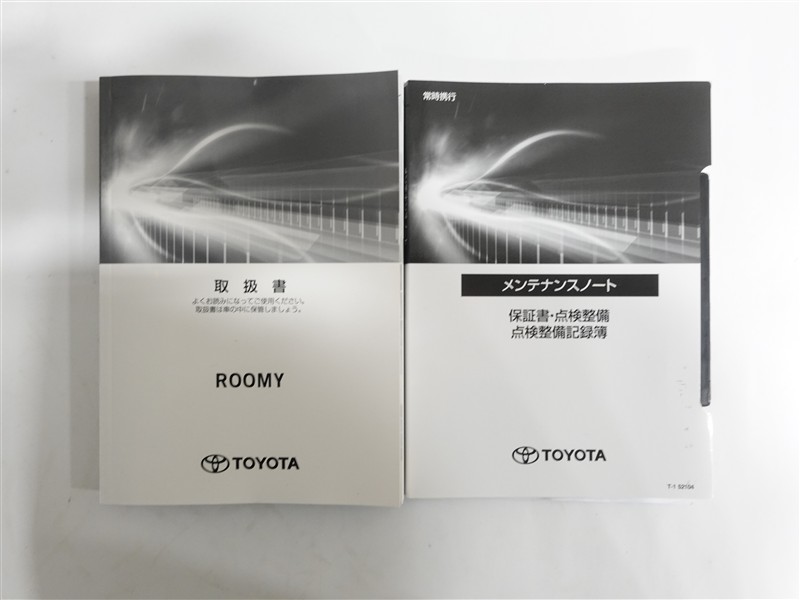 取扱書
よくお読みになってご使用ください。
取扱書は車の中に保管しましょう。
ROOMY
TOYOTA
常時携行
メンテナンスノート
保証書・点検整備
点検整備記録簿
TOYOTA
T-1 52154